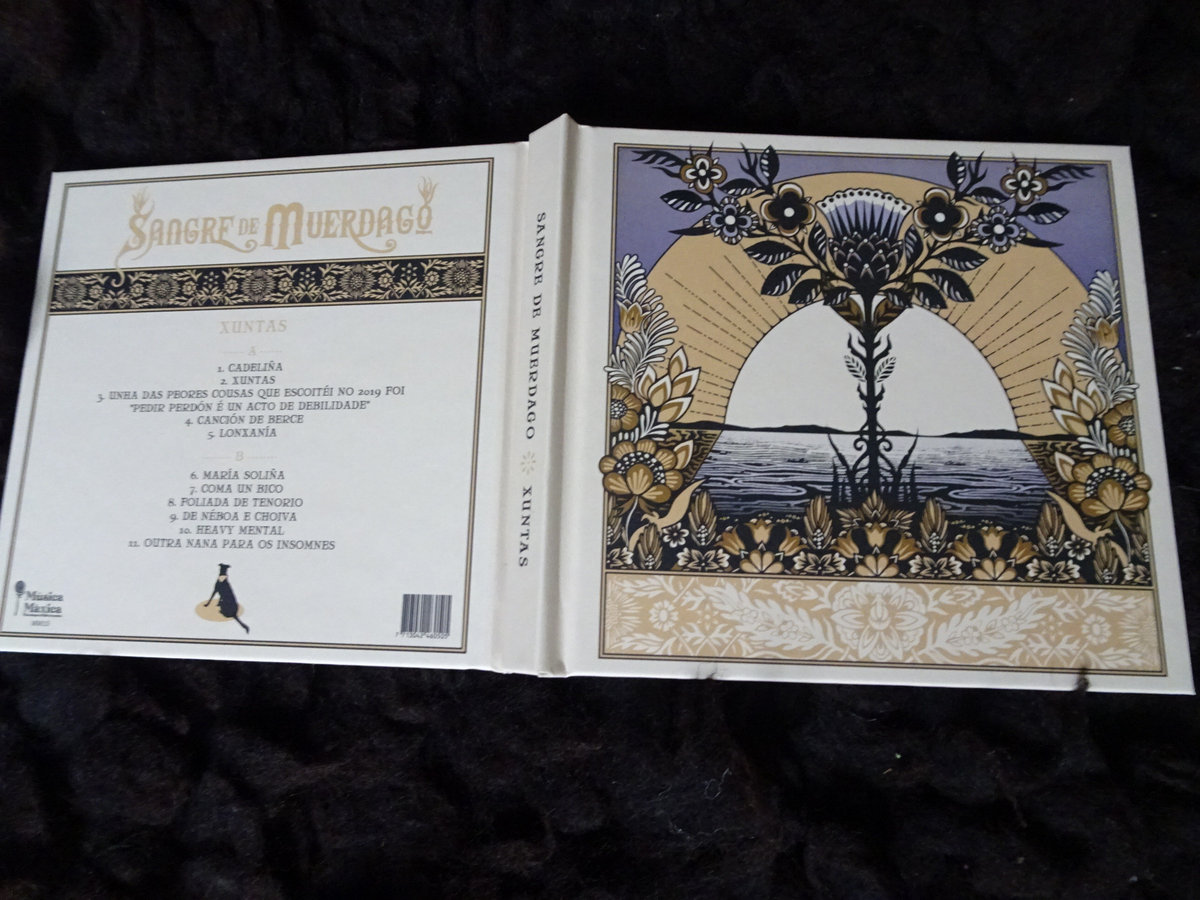 SANGRE DE MUERDAGO
XUNTAS
A
1. CADELIÑA
2. XUNTAS
3. UNHA DAS PEORES COUSAS QUE ESCOITÉI NO 2019 FOI
"PEDIR PERDÓN É UN ACTO DE DEBILIDADE"
4. CANCIÓN DE BERCE
5. LONXANÍA
B
6. MARÍA SOLIÑA
7. COMA UN BICO
8. FOLIADA DE TENORIO
9. DE NÉBOA E CHOIVA
10. HEAVY MENTAL
11. OUTRA NANA PARA OS INSOMNES
Música
Máxica
SANGRE DE MUERDAGO XUNTAS